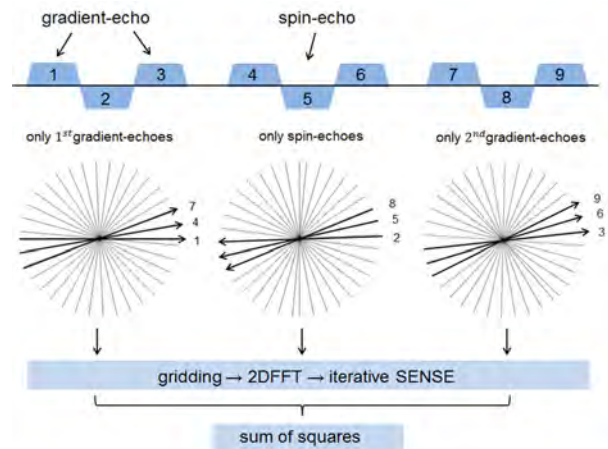 gradient-echo spin-echo
1 3 4 6 7 9
2 5 8
only 1st gradient-echoes only spin-echoes only 2nd gradient-echoes
7 8 9
4 5 6
1 2 3
gridding → 2DFFT → iterative SENSE
sum of squares